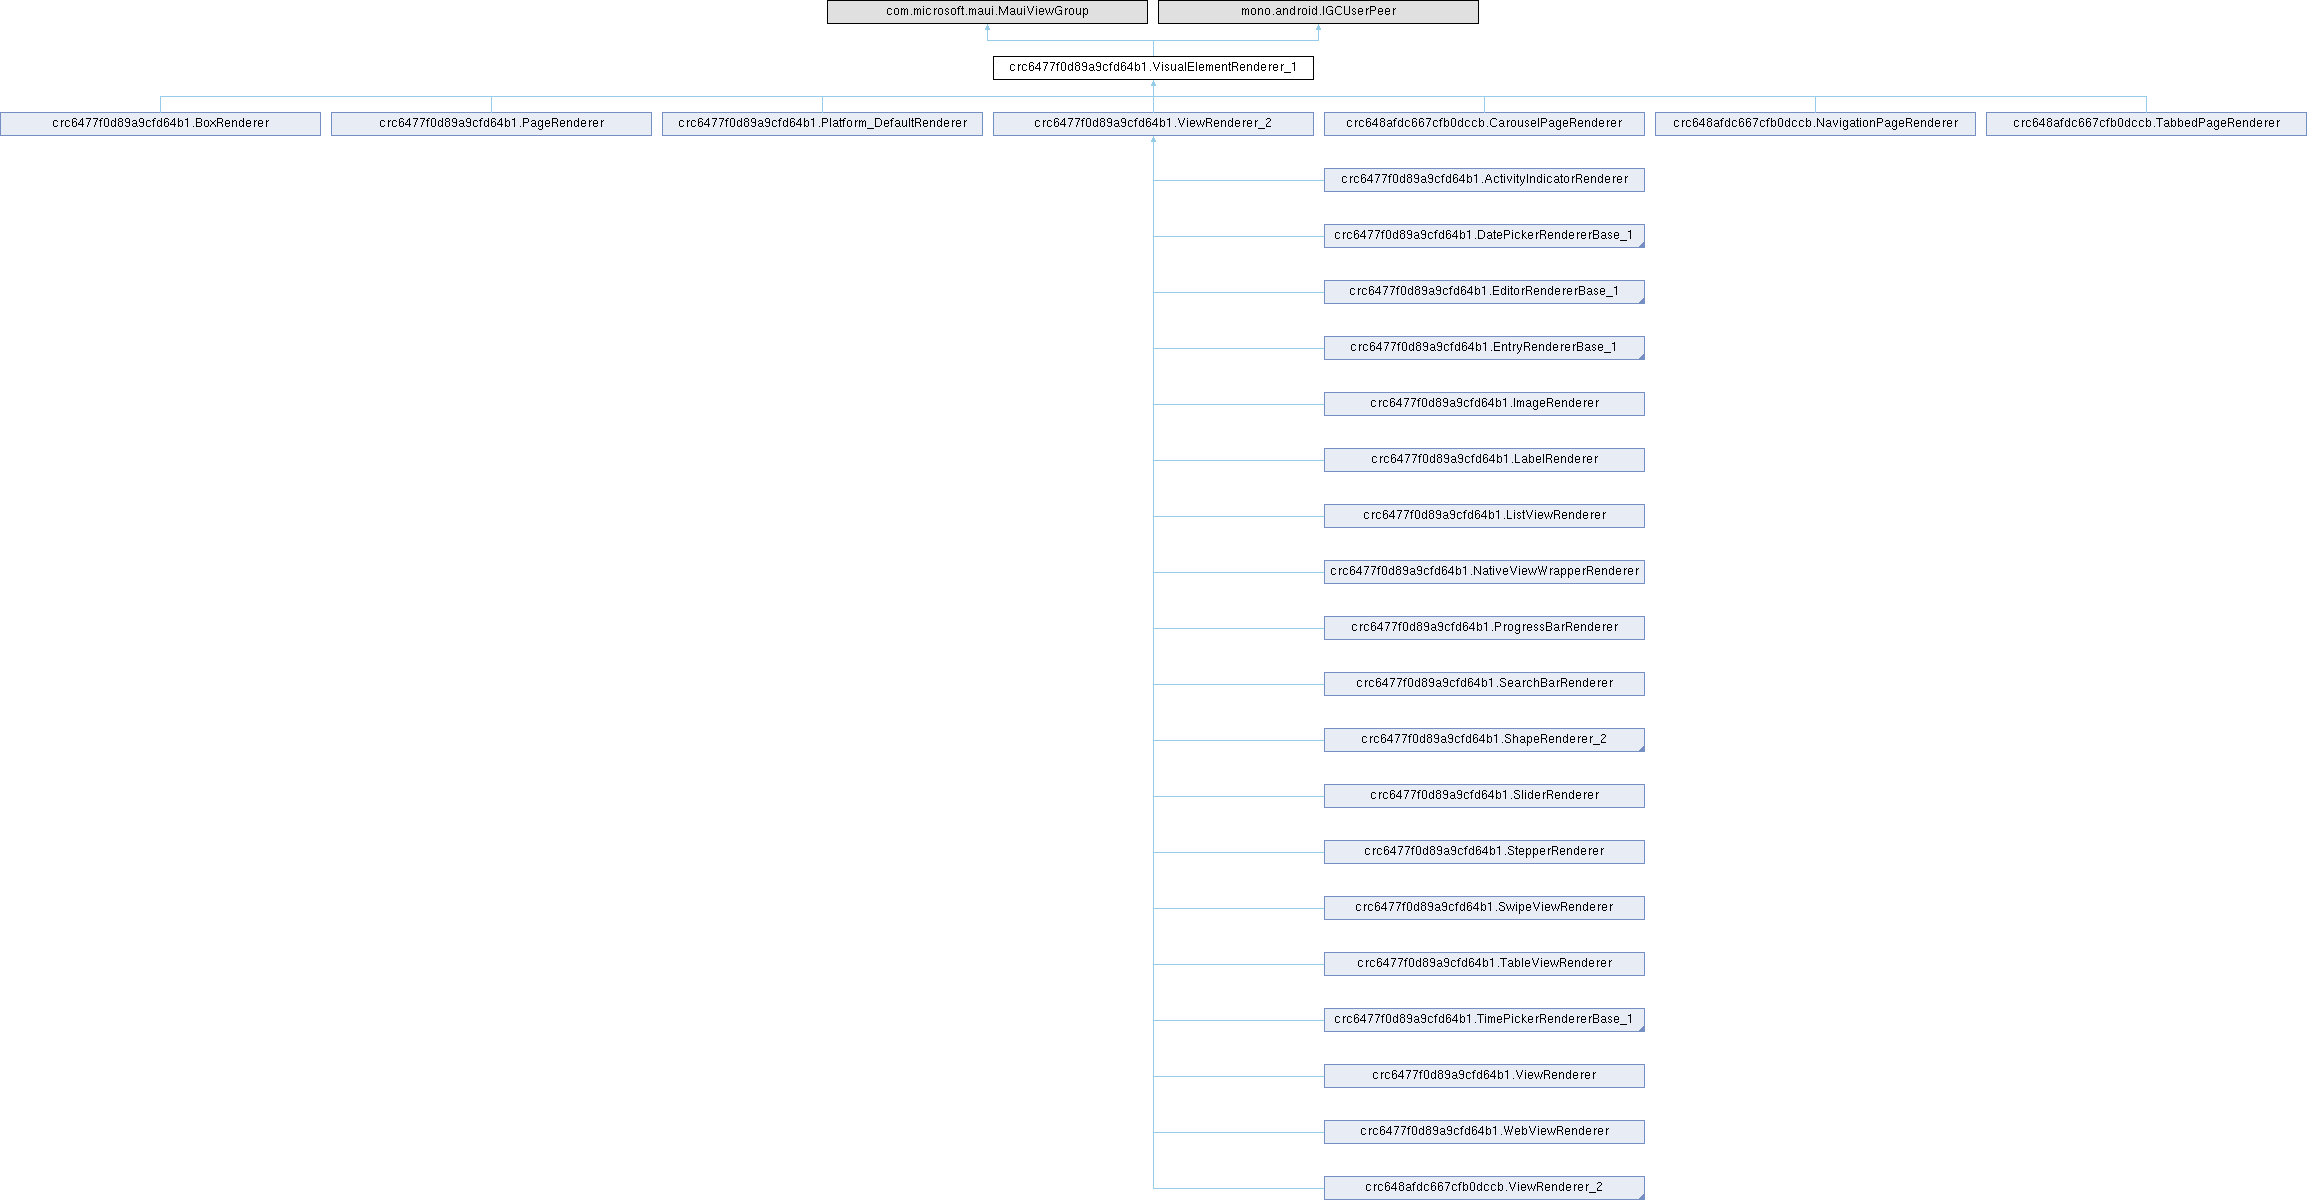 com.microsoft.maui.MauiViewGroup
mono.android.IGCUserPeer
crc6477f0d89a9cfd64b1.VisualElementRenderer_1
crc6477f0d89a9cfd64b1.BoxRenderer
crc6477f0d89a9cfd64b1.PageRenderer
crc6477f0d89a9cfd64b1.Platform_DefaultRenderer
crc6477f0d89a9cfd64b1.ViewRenderer_2
crc648afdc667cfb0dccb.CarouselPageRenderer
crc648afdc667cfb0dccb.NavigationPageRenderer
crc648afdc667cfb0dccb.TabbedPageRenderer
crc6477f0d89a9cfd64b1.ActivityIndicatorRenderer
crc6477f0d89a9cfd64b1.DatePickerRendererBase_1
crc6477f0d89a9cfd64b1.EditorRendererBase_1
crc6477f0d89a9cfd64b1.EntryRendererBase_1
crc6477f0d89a9cfd64b1.ImageRenderer
crc6477f0d89a9cfd64b1.LabelRenderer
crc6477f0d89a9cfd64b1.ListViewRenderer
crc6477f0d89a9cfd64b1.NativeViewWrapperRenderer
crc6477f0d89a9cfd64b1.ProgressBarRenderer
crc6477f0d89a9cfd64b1.SearchBarRenderer
crc6477f0d89a9cfd64b1.ShapeRenderer_2
crc6477f0d89a9cfd64b1.SliderRenderer
crc6477f0d89a9cfd64b1.StepperRenderer
crc6477f0d89a9cfd64b1.SwipeViewRenderer
crc6477f0d89a9cfd64b1.TableViewRenderer
crc6477f0d89a9cfd64b1.TimePickerRendererBase_1
crc6477f0d89a9cfd64b1.ViewRenderer
crc6477f0d89a9cfd64b1.WebViewRenderer
crc648afdc667cfb0dccb.ViewRenderer_2